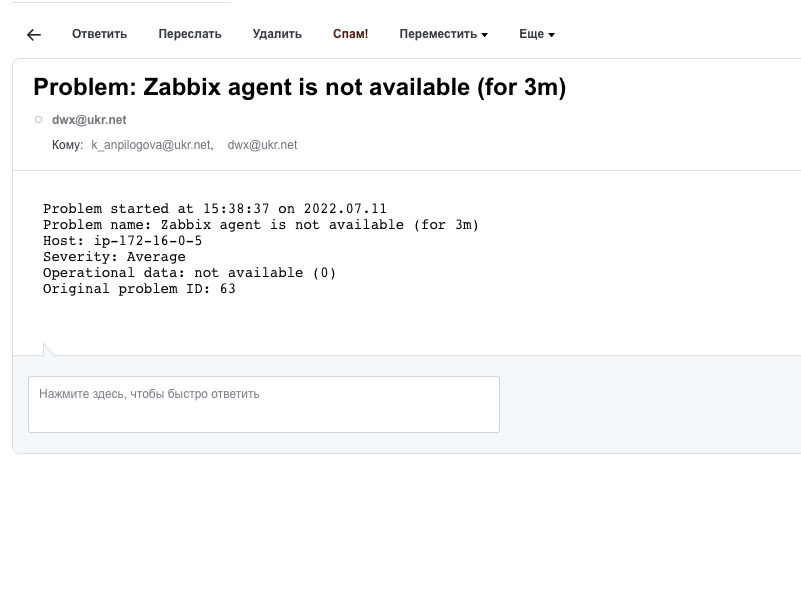 Ответить Переслать Удалить Спам! Переместить Еще
Problem: Zabbix agent is not available (for 3m)
dwx@ukr.net
Кому: k_anpilogova@ukr.net, dwx@ukr.net
Problem started at 15:38:37 on 2022.07.11
Problem name: Zabbix agent is not available (for 3m)
Host: ip-172-16-0-5
Severity: Average
Operational data: not available (0)
Original problem ID: 63
Нажмите здесь, чтобы быстро ответить